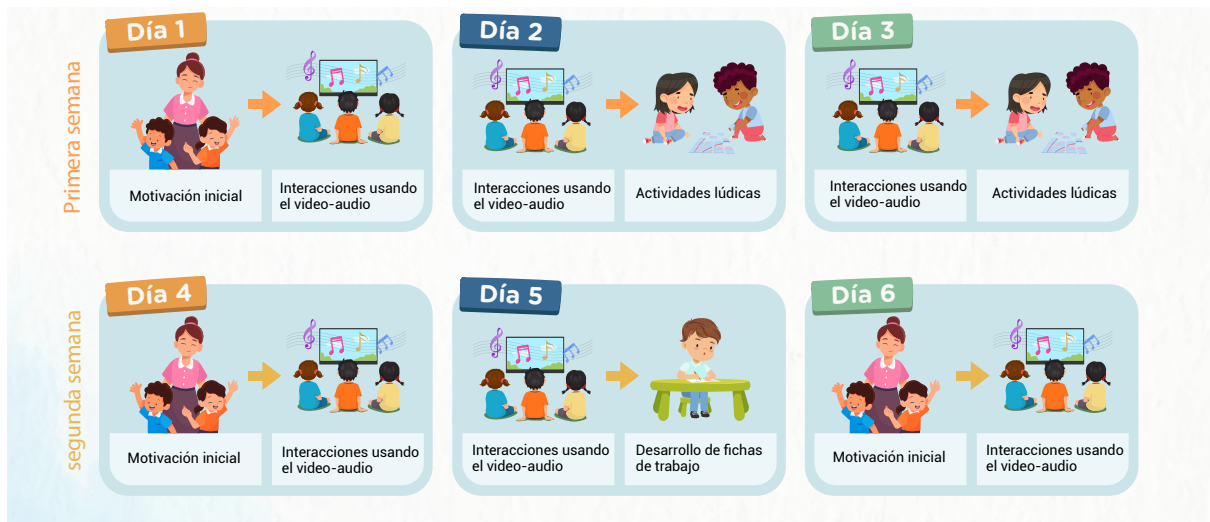 Primera semana
Día 1
Motivación inicial
Interacciones usando
el video-audio
Día 2
Interacciones usando
el video-audio
Actividades lúdicas
Día 3
Interacciones usando
el video-audio
Actividades lúdicas
segunda semana
Día 4
Motivación inicial
Interacciones usando
el video-audio
Día 5
Interacciones usando
el video-audio
Desarrollo de fichas
de trabajo
Día 6
Motivación inicial
Interacciones usando
el video-audio